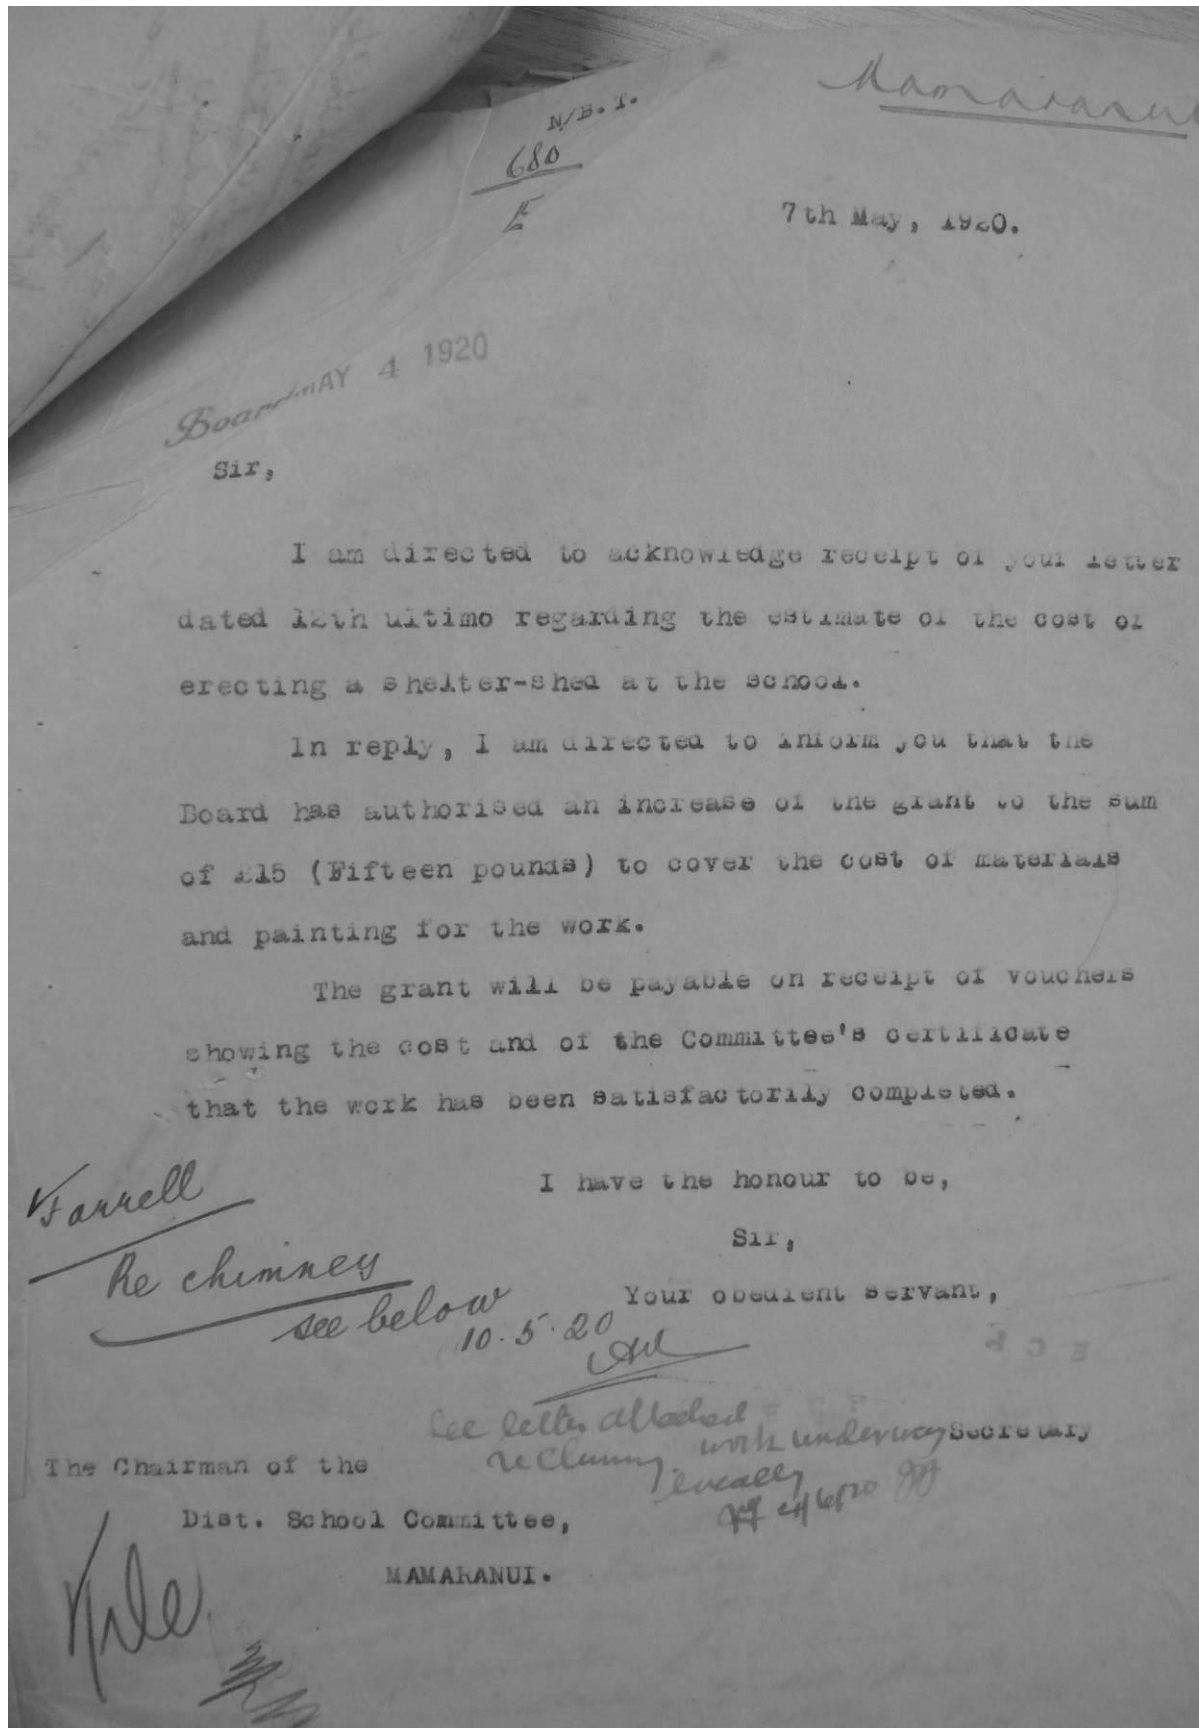 Mamaranui
N/B.T.
680
E
7th May, 1920.
Board MAY 4 1920
Sir,
I am directed to acknowledge receipt of your letter
dated 12th ultimo regarding the estimate of the cost of
erecting a shelter-shed at the school.
In reply, I am directed to inform you that the
Board has authorised an increase of the grant to the sum
of £15 (Fifteen pounds) to cover the cost of materials
and painting for the work.
The grant will be payable on receipt of vouchers
showing the cost and of the Committee's certificate
that the work has been satisfactorily completed.
I have the honour to be,
Sir,
Your obedient servant,
Farrell
Re chimney
see below
10.5.20
See letter attached
work underway
locally
Secretary
The Chairman of the
Dist. School Committee,
MAMARANUI.
File